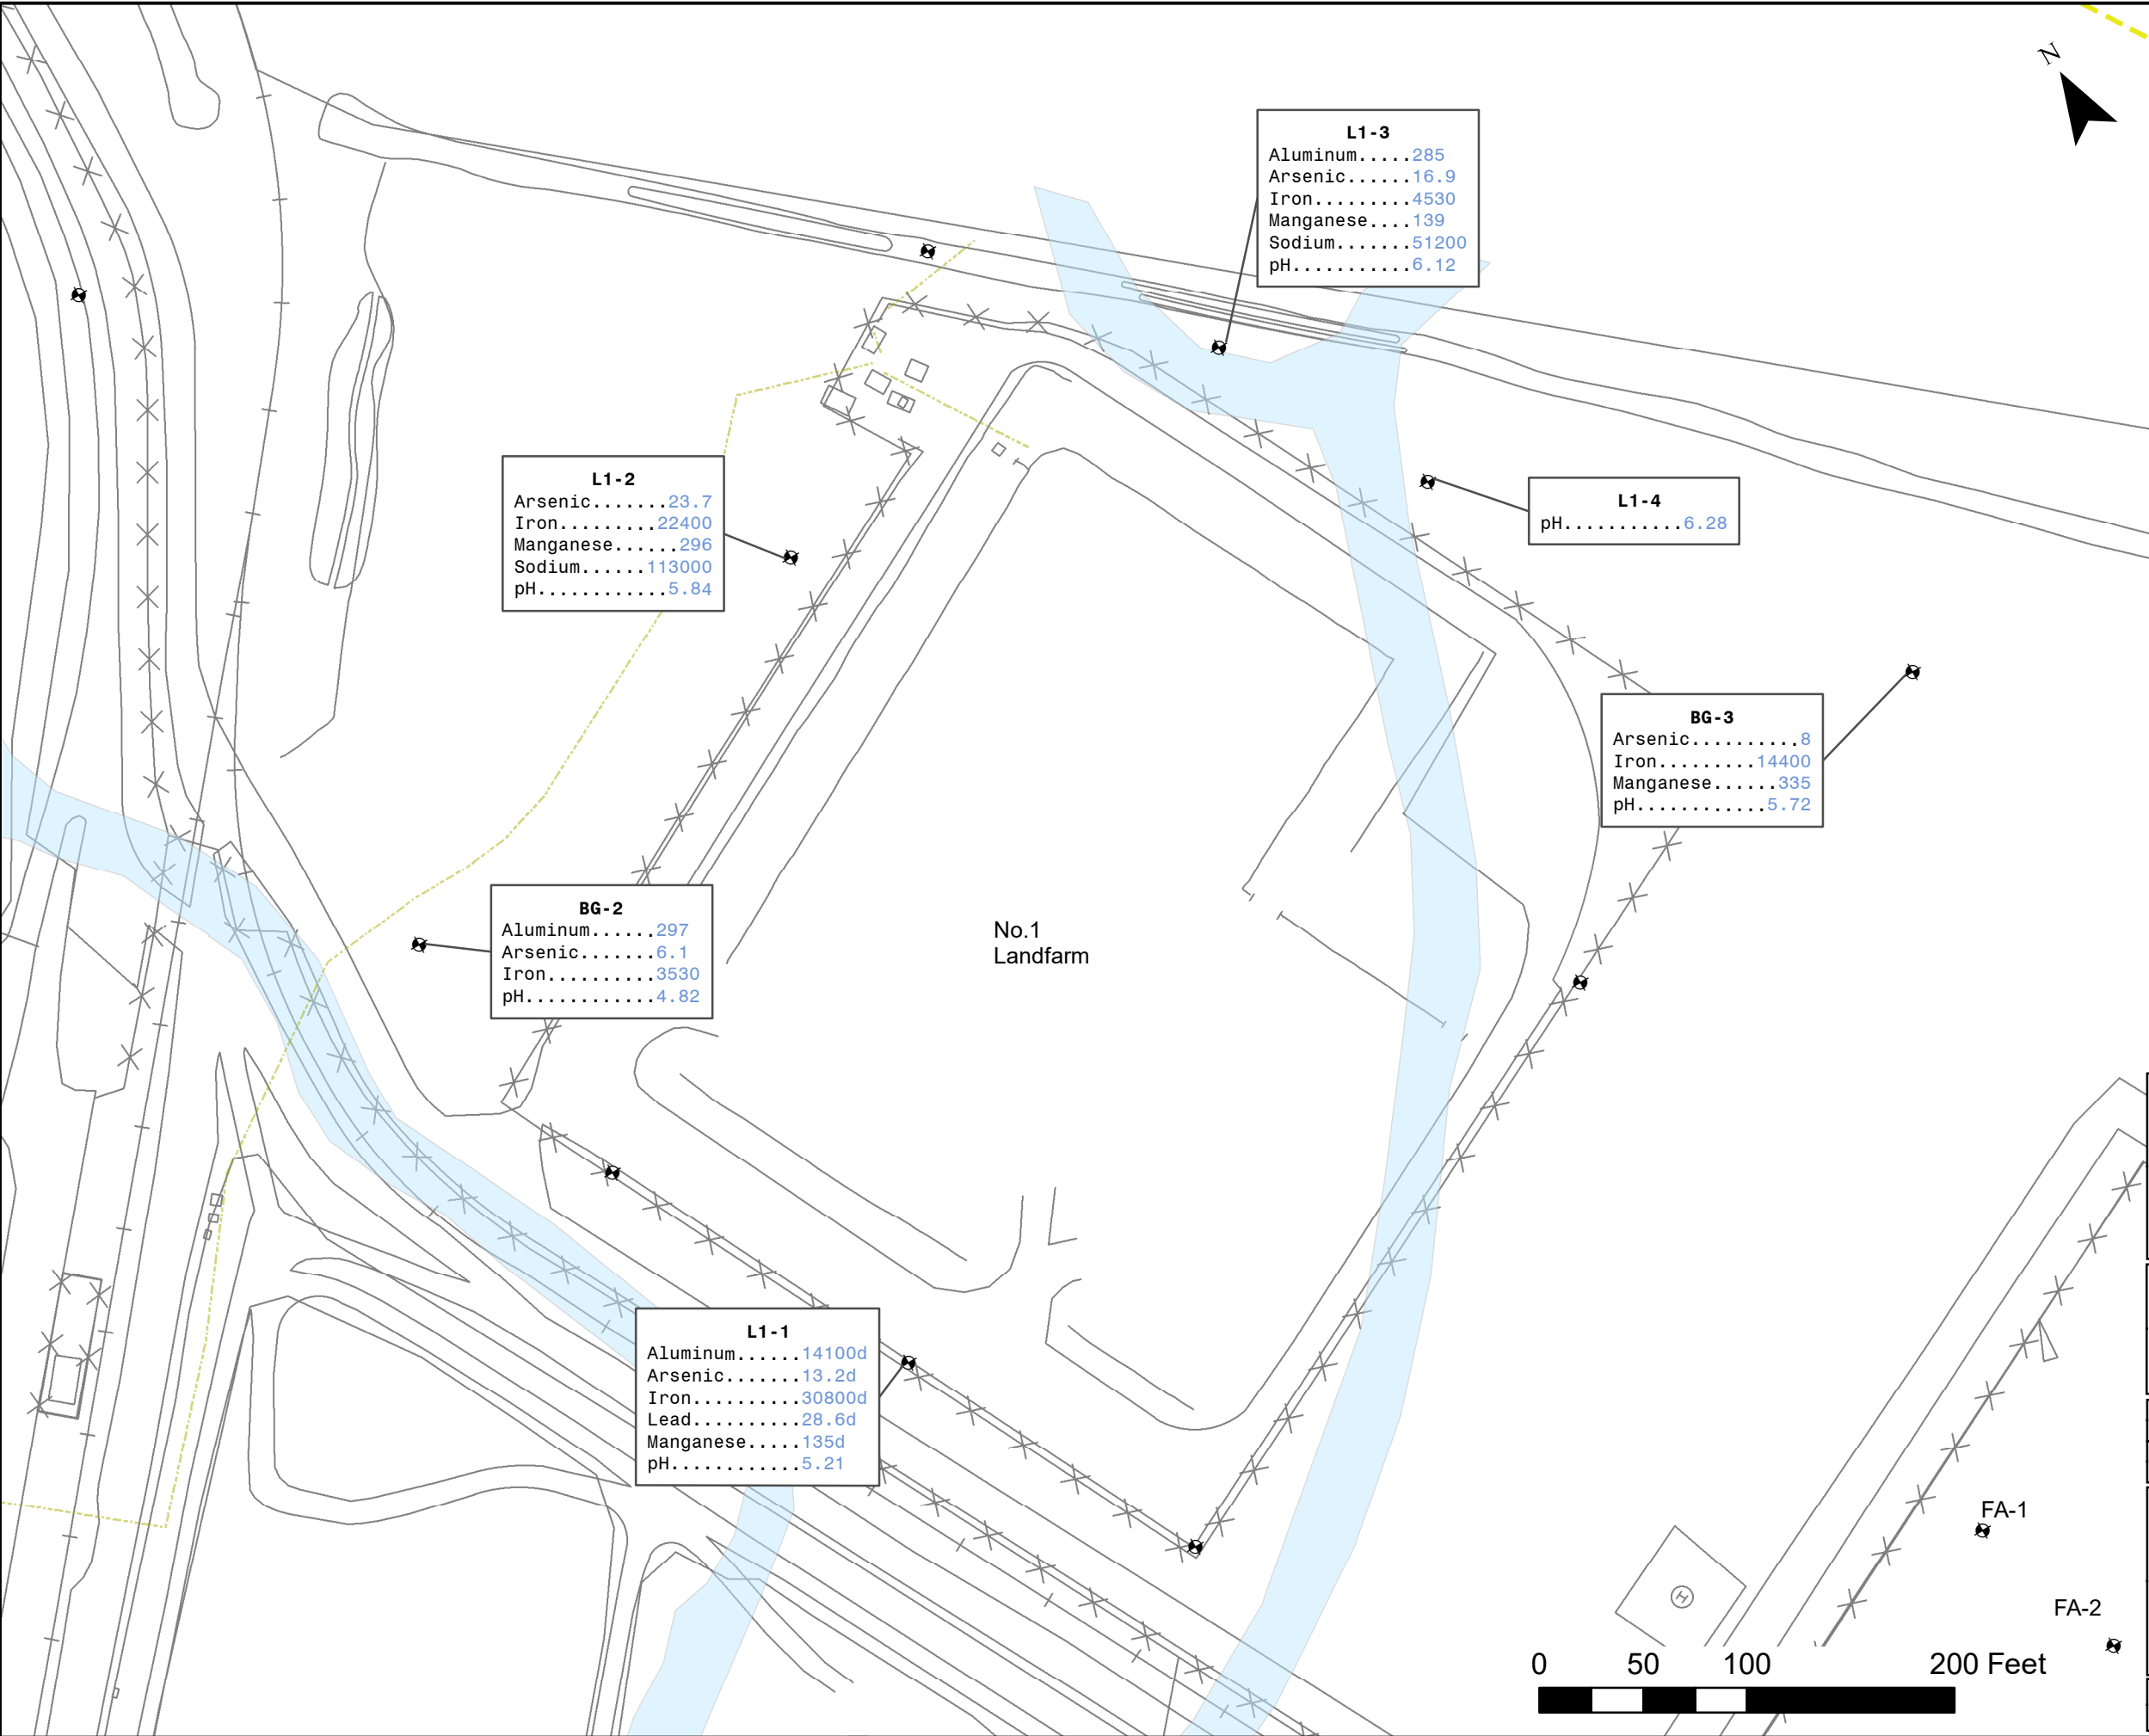 N
L1-3
Aluminum.....285
Arsenic......16.9
Iron.........4530
Manganese....139
Sodium.......51200
pH...........6.12
L1-2
Arsenic.......23.7
Iron.........22400
Manganese......296
Sodium......113000
pH............5.84
L1-4
pH...........6.28
BG-3
Arsenic..........8
Iron.........14400
Manganese......335
pH............5.72
BG-2
Aluminum......297
Arsenic.......6.1
Iron..........3530
pH............4.82
No.1
Landfarm
L1-1
Aluminum......14100d
Arsenic.......13.2d
Iron..........30800d
Lead..........28.6d
Manganese.....135d
pH............5.21
FA-1
H
FA-2
0 50 100 200 Feet